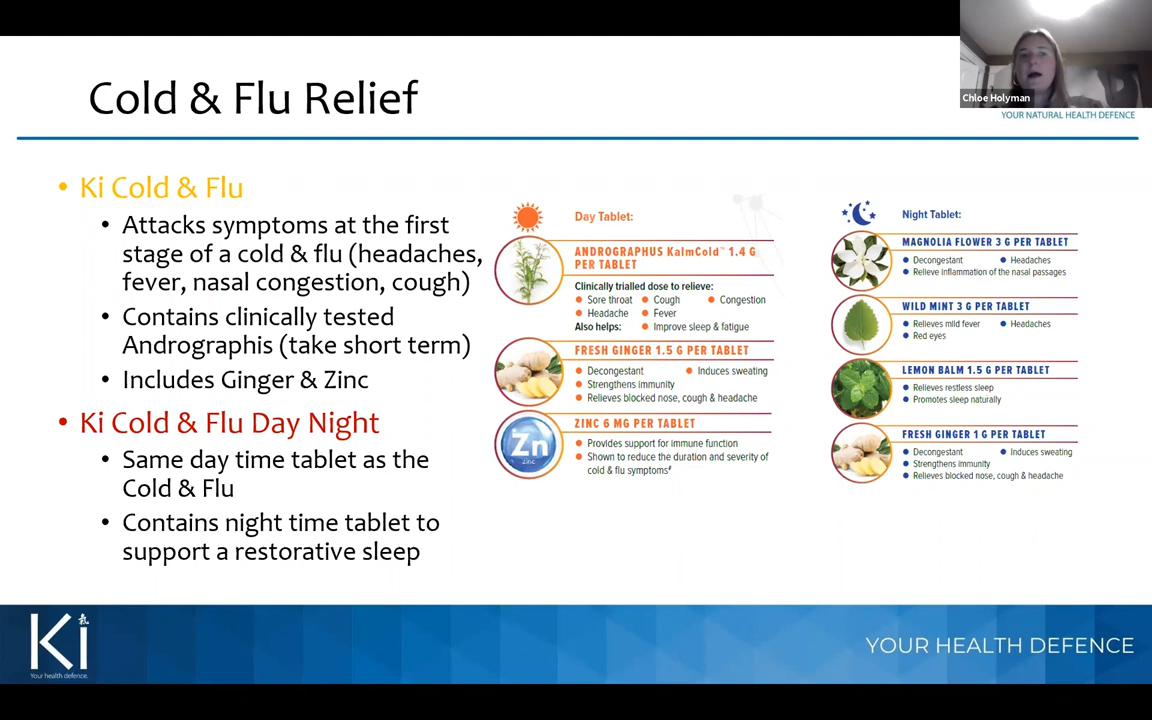 Cold & Flu Relief
Chloe Holyman
YOUR NATURAL HEALTH DEFENCE
• Ki Cold & Flu
• Attacks symptoms at the first
stage of a cold & flu (headaches,
fever, nasal congestion, cough)
• Contains clinically tested
Andrographis (take short term)
• Includes Ginger & Zinc
• Ki Cold & Flu Day Night
• Same day time tablet as the
Cold & Flu
• Contains night time tablet to
support a restorative sleep
Day Tablet:
ANDROGRAPHUS KalmCold™ 1.4 G
PER TABLET
Clinically trialled dose to relieve:
• Sore throat • Cough • Congestion
• Headache • Fever
Also helps: • Improve sleep & fatigue
FRESH GINGER 1.5 G PER TABLET
• Decongestant • Induces sweating
• Strengthens immunity
• Relieves blocked nose, cough & headache
Zn
Zinc
ZINC 6 MG PER TABLET
• Provides support for immune function
• Shown to reduce the duration and severity of
cold & flu symptoms#
Night Tablet:
MAGNOLIA FLOWER 3 G PER TABLET
• Decongestant • Headaches
• Relieve inflammation of the nasal passages
WILD MINT 3 G PER TABLET
• Relieves mild fever • Headaches
• Red eyes
LEMON BALM 1.5 G PER TABLET
• Relieves restless sleep
• Promotes sleep naturally
FRESH GINGER 1 G PER TABLET
• Decongestant • Induces sweating
• Strengthens immunity
• Relieves blocked nose, cough & headache
Ki
Your health defence.
YOUR HEALTH DEFENCE